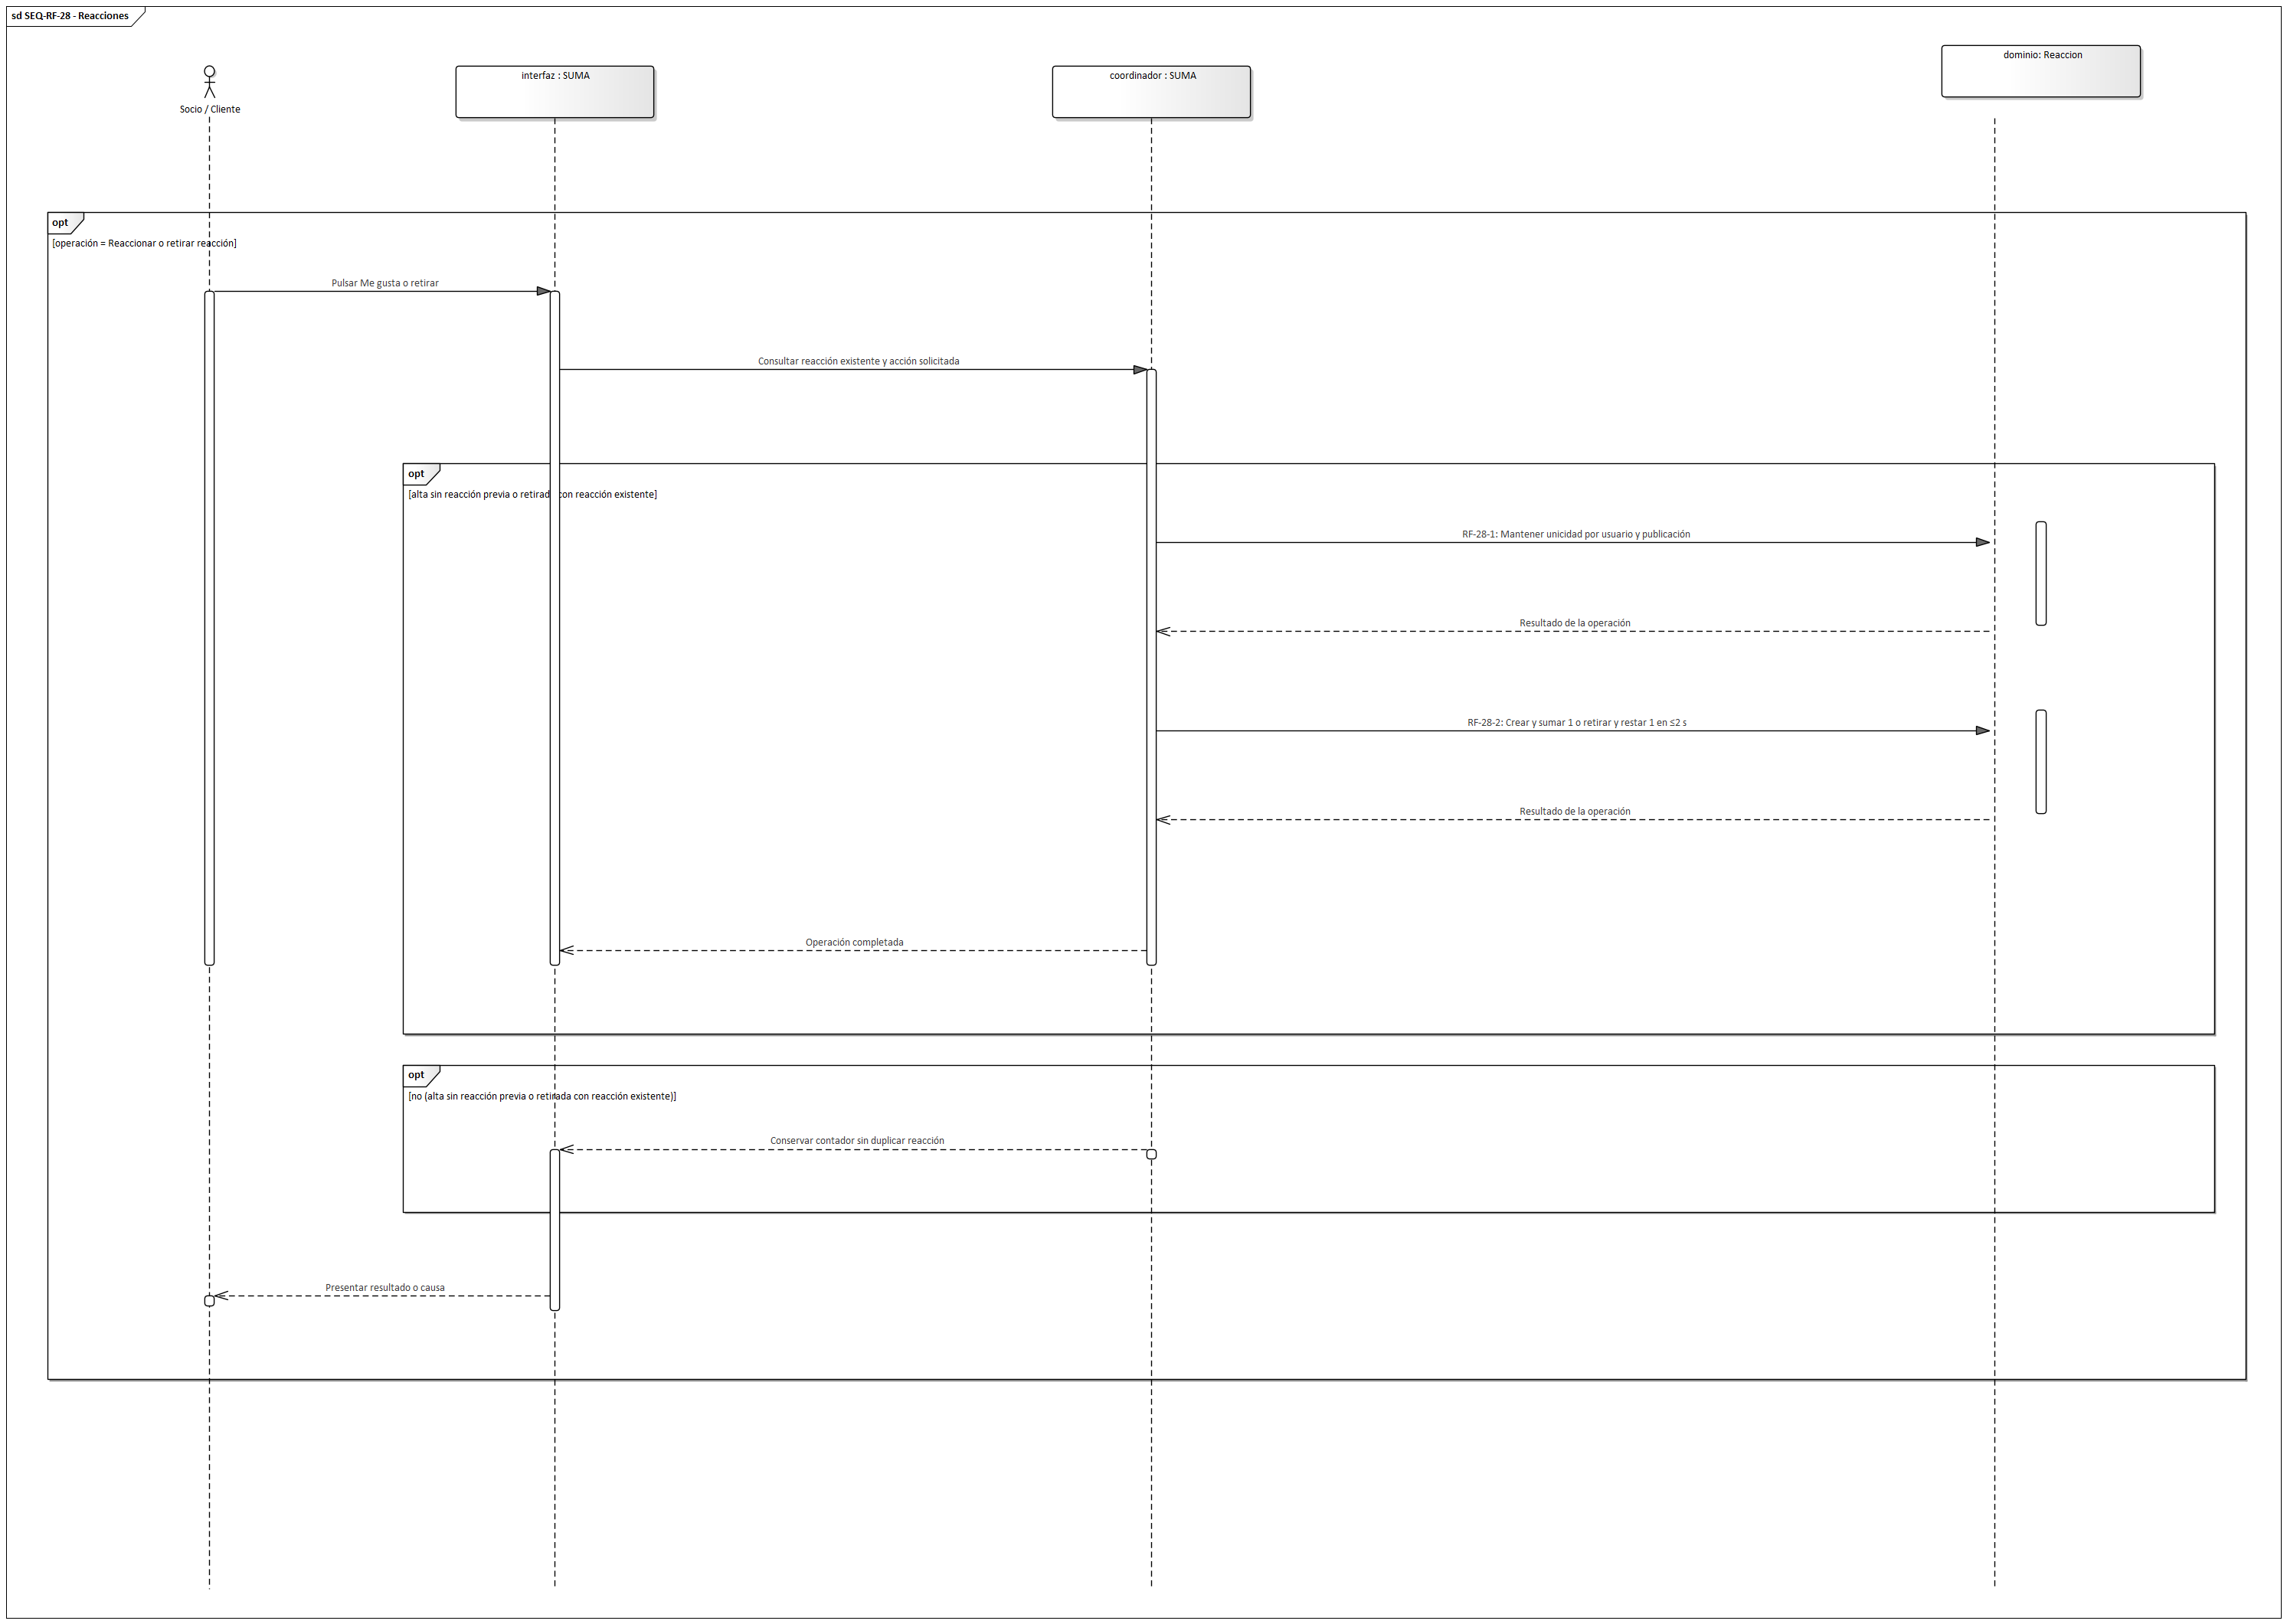 sd SEQ-RF-28 - Reacciones
dominio: Reaccion
interfaz : SUMA
coordinador : SUMA
Socio / Cliente
opt
[operación = Reaccionar o retirar reacción]
Pulsar Me gusta o retirar
Consultar reacción existente y acción solicitada
opt
[alta sin reacción previa o retirada con reacción existente]
RF-28-1: Mantener unicidad por usuario y publicación
Resultado de la operación
RF-28-2: Crear y sumar 1 o retirar y restar 1 en ≤2 s
Resultado de la operación
Operación completada
opt
[no (alta sin reacción previa o retirada con reacción existente)]
Conservar contador sin duplicar reacción
Presentar resultado o causa